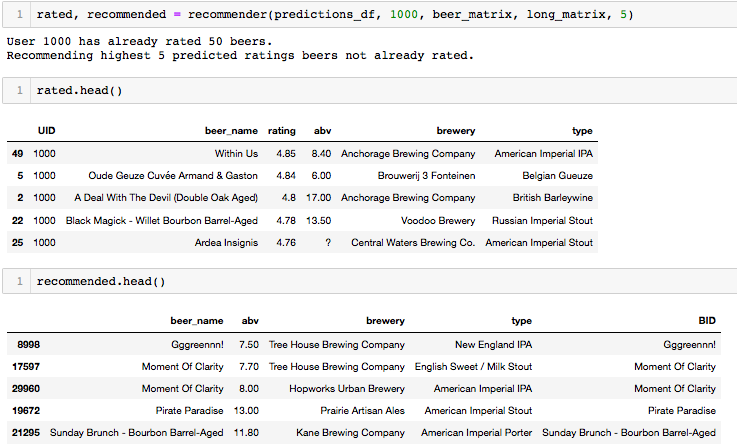 1 rated, recommended = recommender(predictions_df, 1000, beer_matrix, long_matrix, 5)
User 1000 has already rated 50 beers.
Recommending highest 5 predicted ratings beers not already rated.
1 rated.head()
UID beer_name rating abv brewery type
49 1000 Within Us 4.85 8.40 Anchorage Brewing Company American Imperial IPA
5 1000 Oude Geuze Cuvée Armand & Gaston 4.84 6.00 Brouwerij 3 Fonteinen Belgian Gueuze
2 1000 A Deal With The Devil (Double Oak Aged) 4.8 17.00 Anchorage Brewing Company British Barleywine
22 1000 Black Magick - Willet Bourbon Barrel-Aged 4.78 13.50 Voodoo Brewery Russian Imperial Stout
25 1000 Ardea Insignis 4.76 ? Central Waters Brewing Co. American Imperial Stout
1 recommended.head()
beer_name abv brewery type BID
8998 Gggreennn! 7.50 Tree House Brewing Company New England IPA Gggreennn!
17597 Moment Of Clarity 7.70 Tree House Brewing Company English Sweet / Milk Stout Moment Of Clarity
29960 Moment Of Clarity 8.00 Hopworks Urban Brewery American Imperial IPA Moment Of Clarity
19672 Pirate Paradise 13.00 Prairie Artisan Ales American Imperial Stout Pirate Paradise
21295 Sunday Brunch - Bourbon Barrel-Aged 11.80 Kane Brewing Company American Imperial Porter Sunday Brunch - Bourbon Barrel-Aged